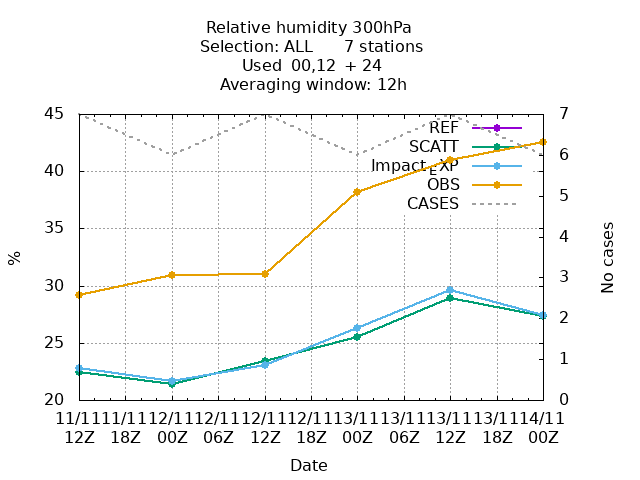 Relative humidity 300hPa
Selection: ALL 7 stations
Used 00,12 + 24
Averaging window: 12h
45 7
REF
SCATT
40 Impact_EXP 6
OBS
CASES 5
35 4
%
No cases
30 3
2
25 1
20 0
11/11 11/11 12/11 12/11 12/11 12/11 13/11 13/11 13/11 13/11 14/11
12Z 18Z 00Z 06Z 12Z 18Z 00Z 06Z 12Z 18Z 00Z
Date